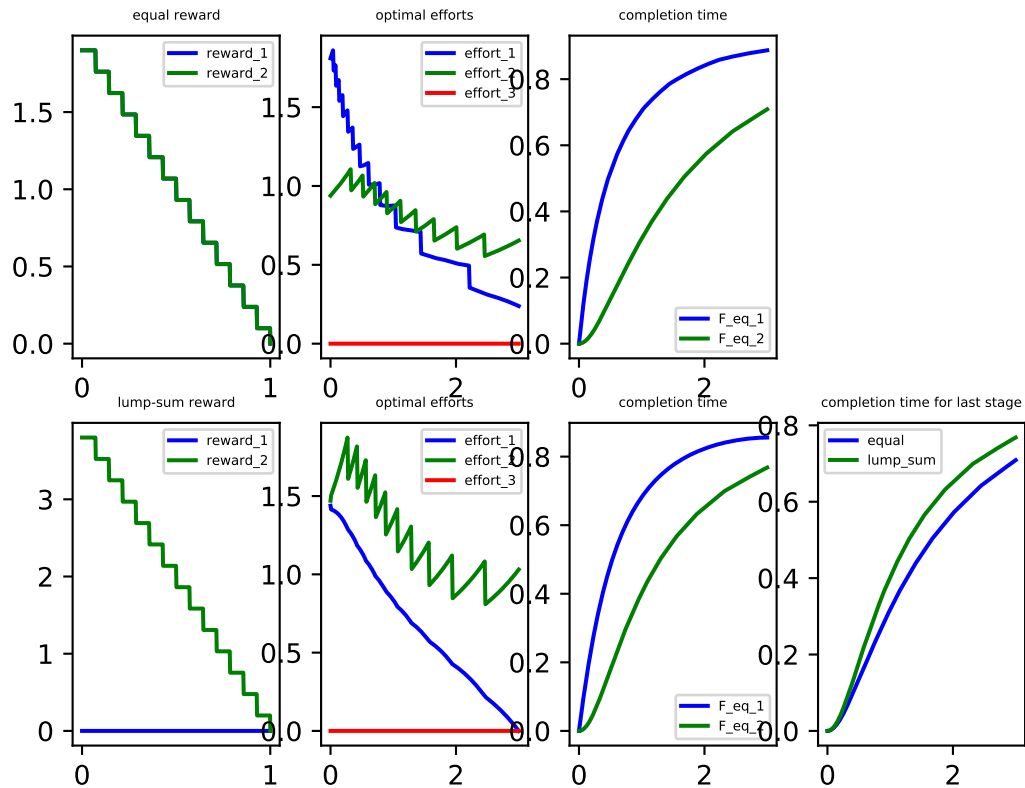 equal reward
optimal efforts
completion time
reward_1
reward_2
effort_1
effort_2
effort_3
F_eq_1
F_eq_2
1.5
1.0
0.5
0.0
0
1
1.5
1.0
0.5
0.0
0
2
0.8
0.6
0.4
0.2
0.0
0
2
lump-sum reward
optimal efforts
completion time
completion time for last stage
reward_1
reward_2
effort_1
effort_2
effort_3
F_eq_1
F_eq_2
equal
lump_sum
3
2
1
0
0
1
1.5
1.0
0.5
0.0
0
2
0.8
0.6
0.4
0.2
0.0
0
2
0.8
0.6
0.4
0.2
0.0
0
2